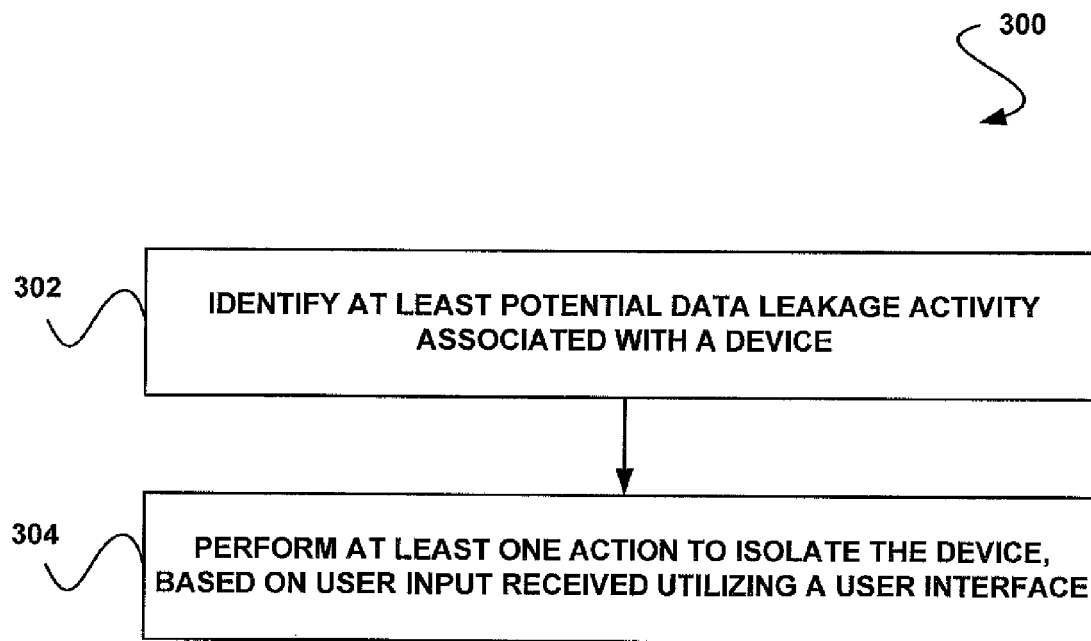 300
302
IDENTIFY AT LEAST POTENTIAL DATA LEAKAGE ACTIVITY
ASSOCIATED WITH A DEVICE
304
PERFORM AT LEAST ONE ACTION TO ISOLATE THE DEVICE,
BASED ON USER INPUT RECEIVED UTILIZING A USER INTERFACE